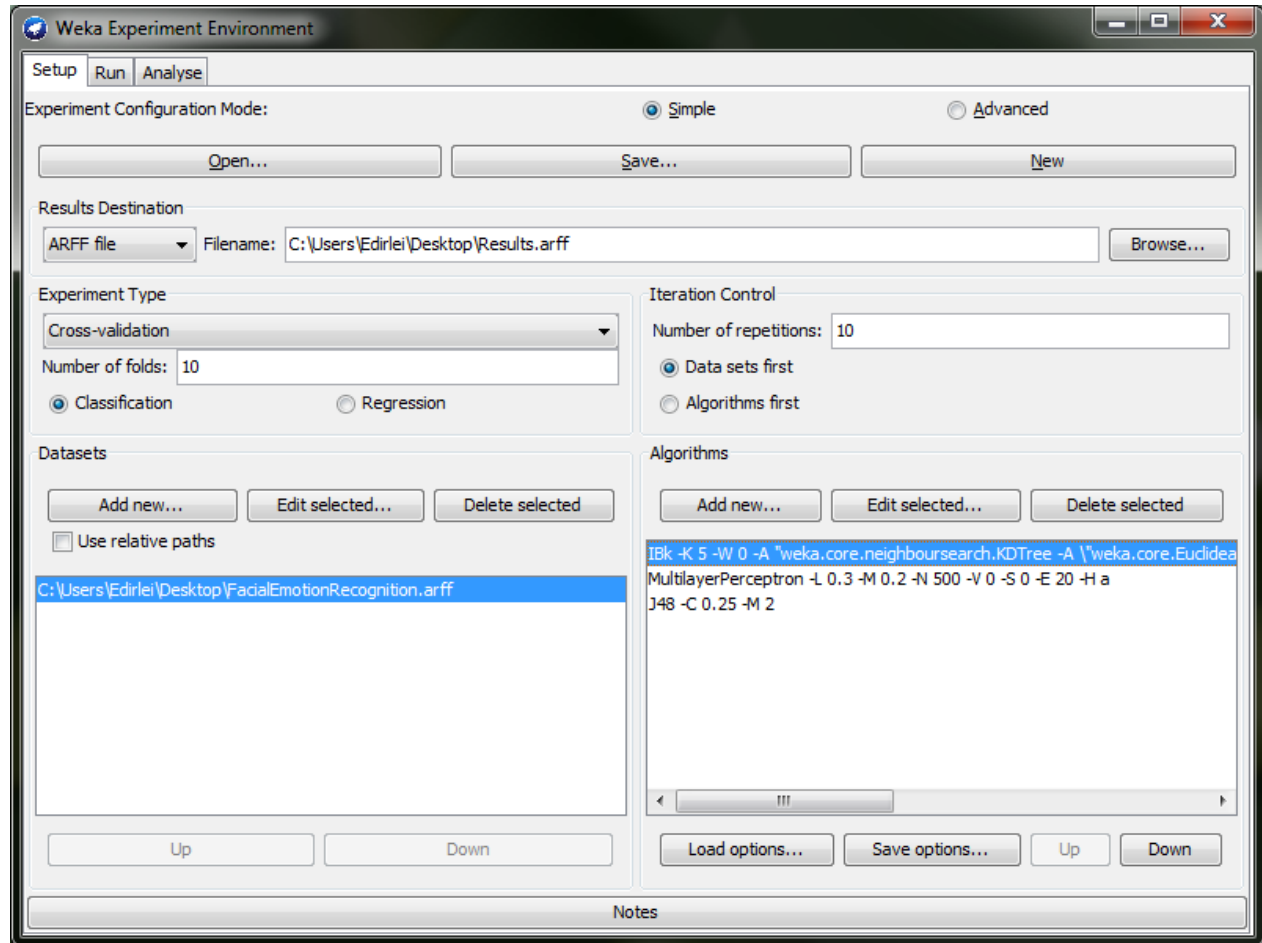 Weka Experiment Environment
Setup Run Analyse
Experiment Configuration Mode: Simple Advanced
Open... Save... New
Results Destination
ARFF file Filename: C:\Users\Edirlei\Desktop\Results.arff Browse...
Experiment Type
Cross-validation
Number of folds: 10
Classification Regression
Iteration Control
Number of repetitions: 10
Data sets first
Algorithms first
Datasets
Add new... Edit selected... Delete selected
Use relative paths
C:\Users\Edirlei\Desktop\FacialEmotionRecognition.arff
Up Down
Algorithms
Add new... Edit selected... Delete selected
IBk -K 5 -W 0 -A "weka.core.neighboursearch.KDTree -A \"weka.core.Euclidea
MultilayerPerceptron -L 0.3 -M 0.2 -N 500 -V 0 -S 0 -E 20 -H a
J48 -C 0.25 -M 2
Load options... Save options... Up Down
Notes